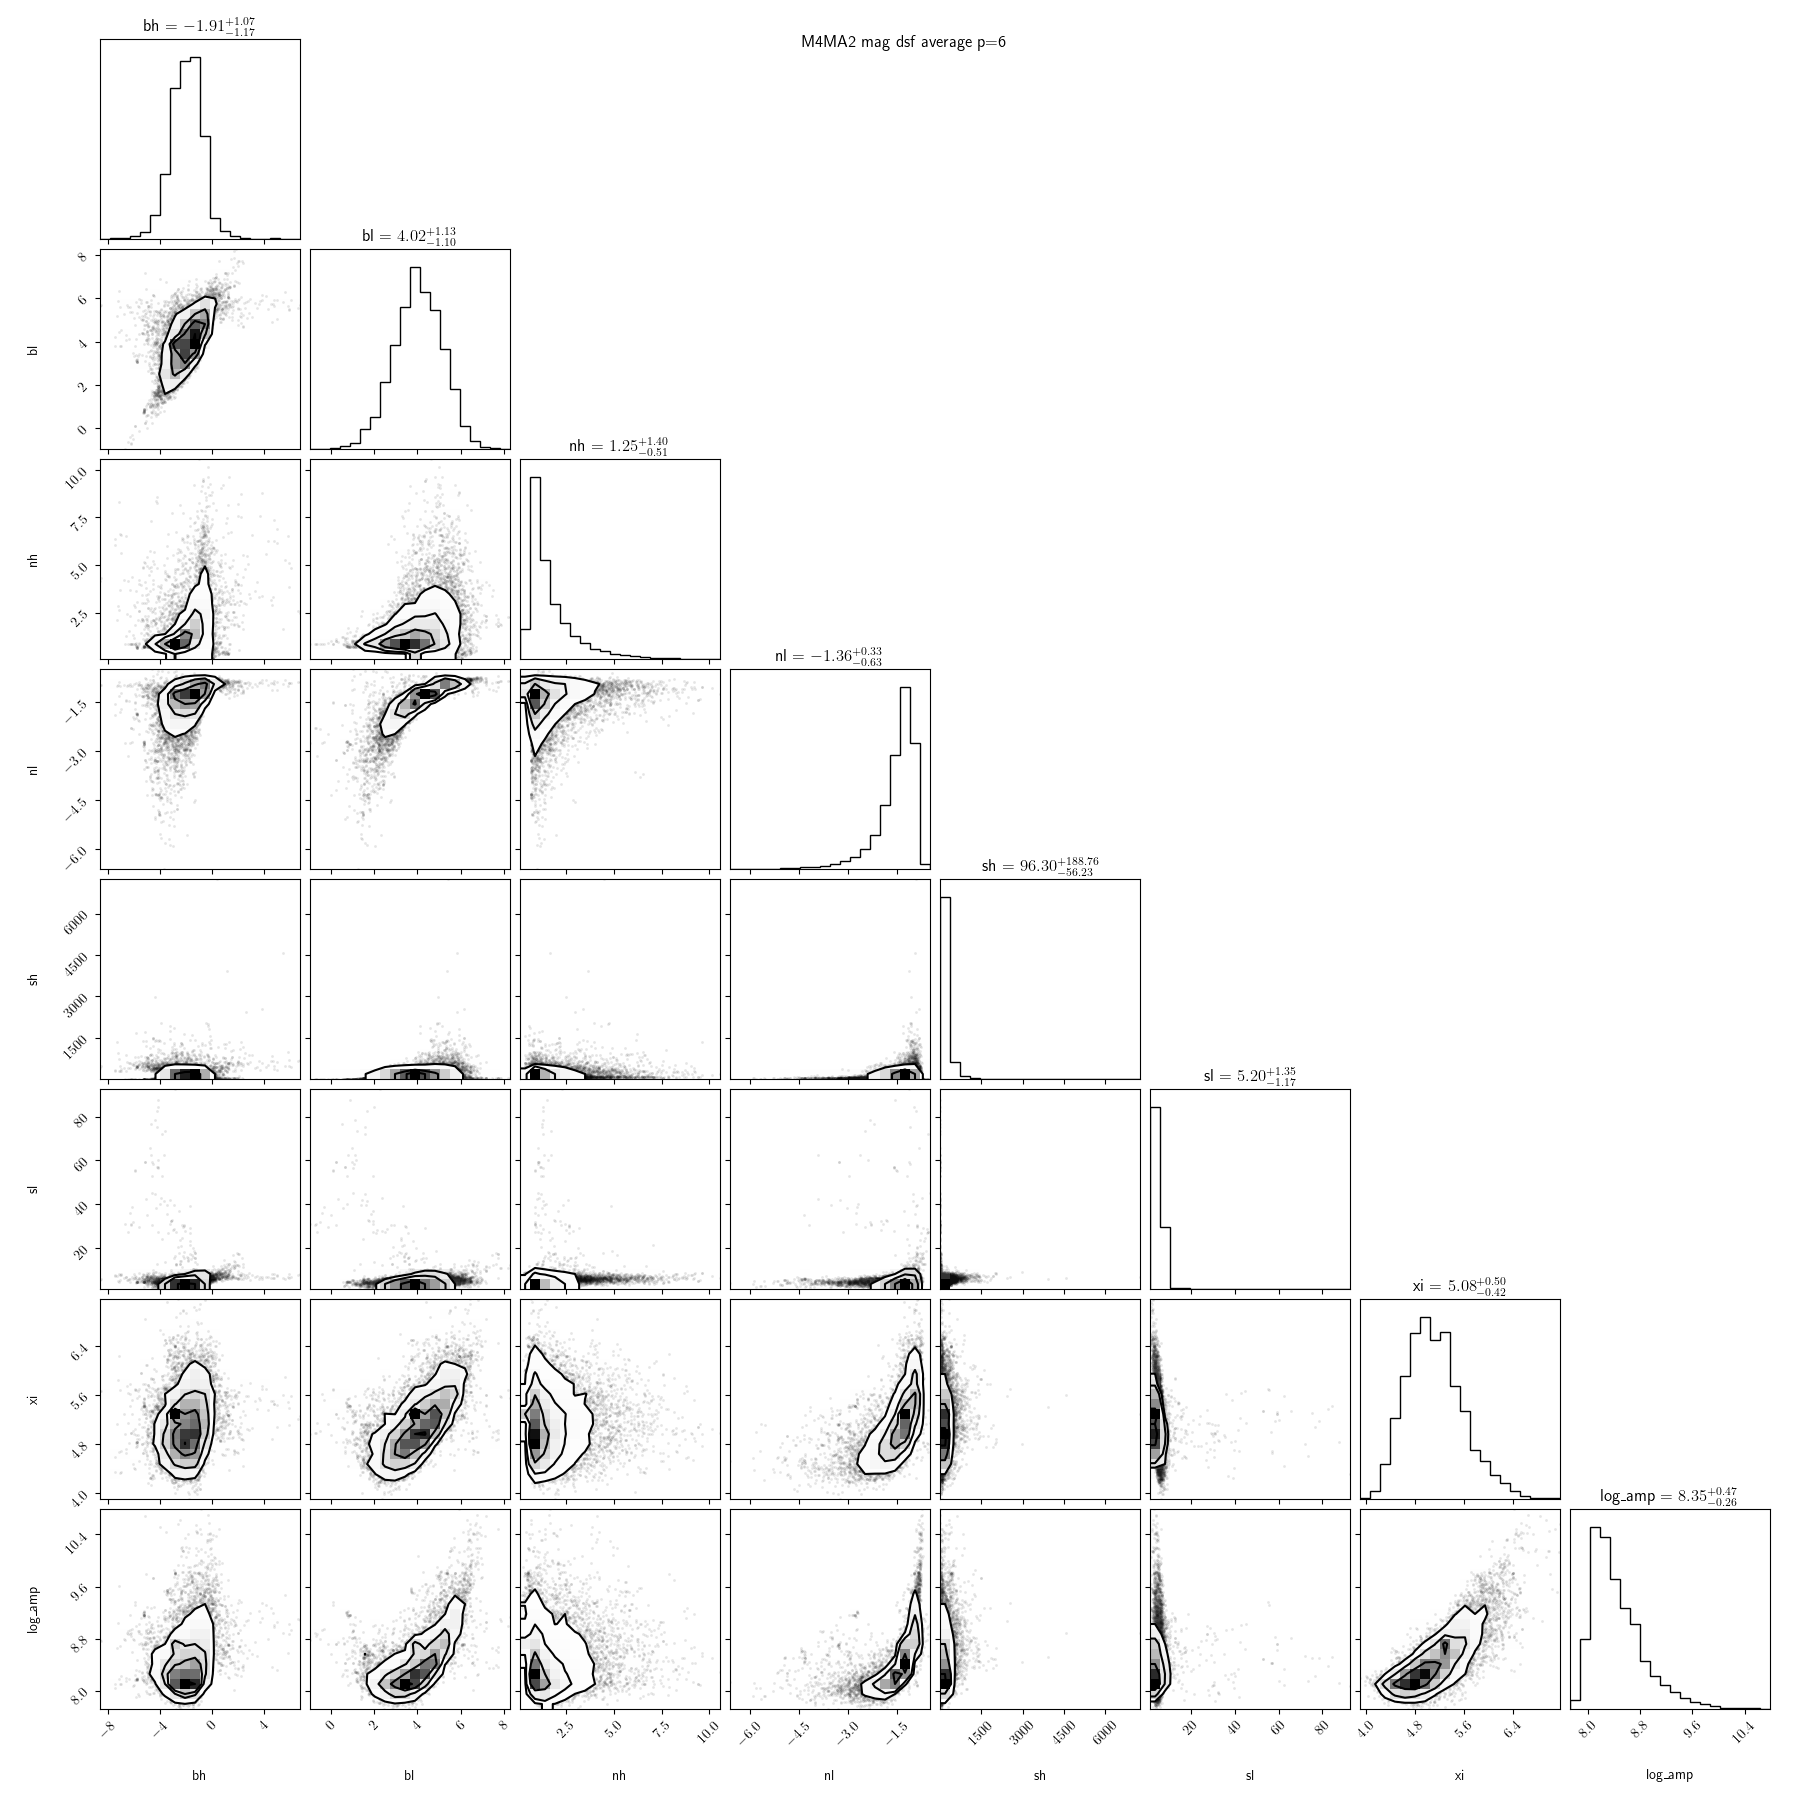 bh = −1.91 +1.07 −1.17
M4MA2 mag dsf average p=6
bl = 4.02 +1.13 −1.10
8
6
4
2
0
bl
nh = 1.25 +1.40 −0.51
10.0
7.5
5.0
2.5
nh
nl = −1.36 +0.33 −0.63
−1.5
−3.0
−4.5
−6.0
nl
sh = 96.30 +188.76 −56.23
6000
4500
3000
1500
sh
sl = 5.20 +1.35 −1.17
80
60
40
20
sl
xi = 5.08 +0.50 −0.42
6.4
5.6
4.8
4.0
xi
log_amp = 8.35 +0.47 −0.26
10.4
9.6
8.8
8.0
log_amp
−8 −4 0 4 0 2 4 6 8 2.5 5.0 7.5 10.0 −6.0 −4.5 −3.0 −1.5 1500 3000 4500 6000 20 40 60 80 4.0 4.8 5.6 6.4 8.0 8.8 9.6 10.4
bh bl nh nl sh sl xi log_amp